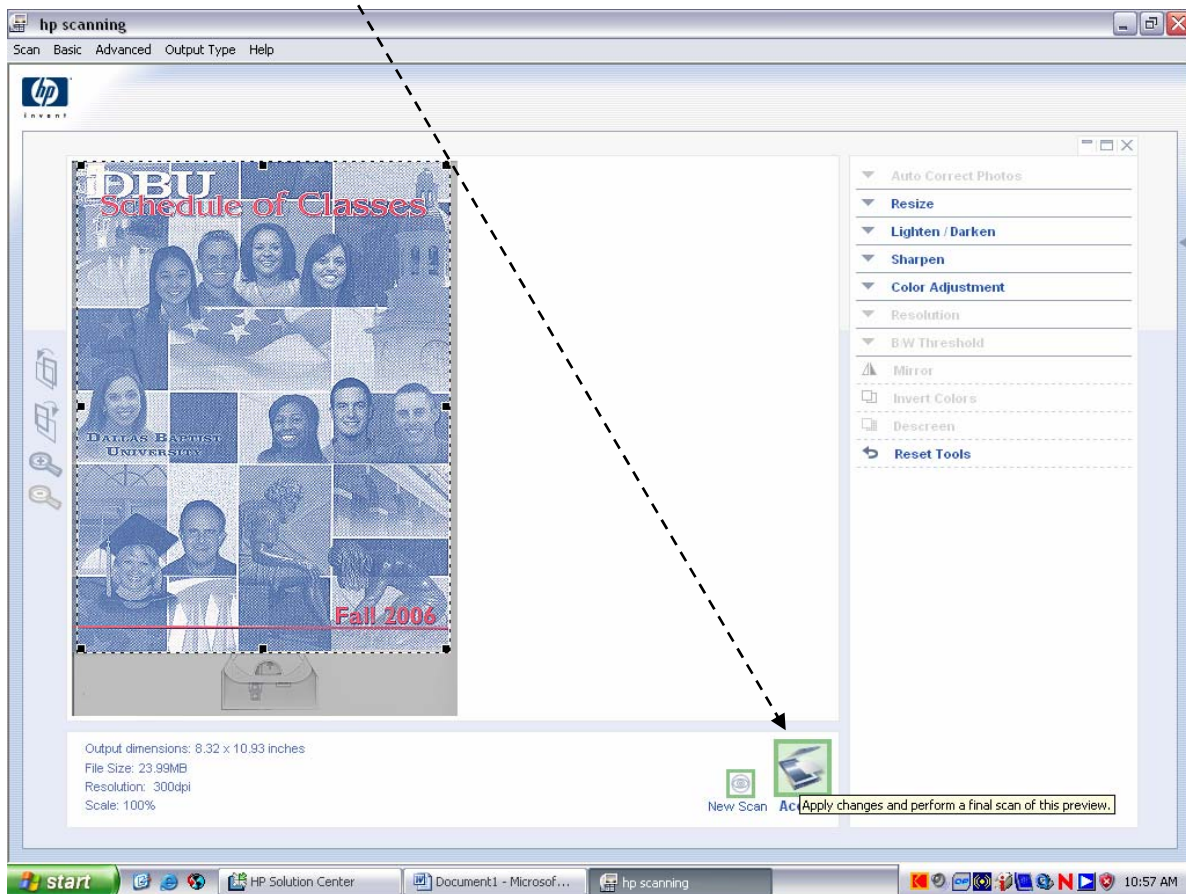 hp scanning
Scan Basic Advanced Output Type Help
hp
invent
DBU
Schedule of Classes
DALLAS BAPTIST
UNIVERSITY
Fall 2006
Auto Correct Photos
Resize
Lighten / Darken
Sharpen
Color Adjustment
Resolution
B/W Threshold
Mirror
Invert Colors
Descreen
Reset Tools
Output dimensions: 8.32 x 10.93 inches
File Size: 23.99MB
Resolution: 300dpi
Scale: 100%
New Scan
Apply changes and perform a final scan of this preview.
start HP Solution Center Document1 - Microsof... hp scanning 10:57 AM